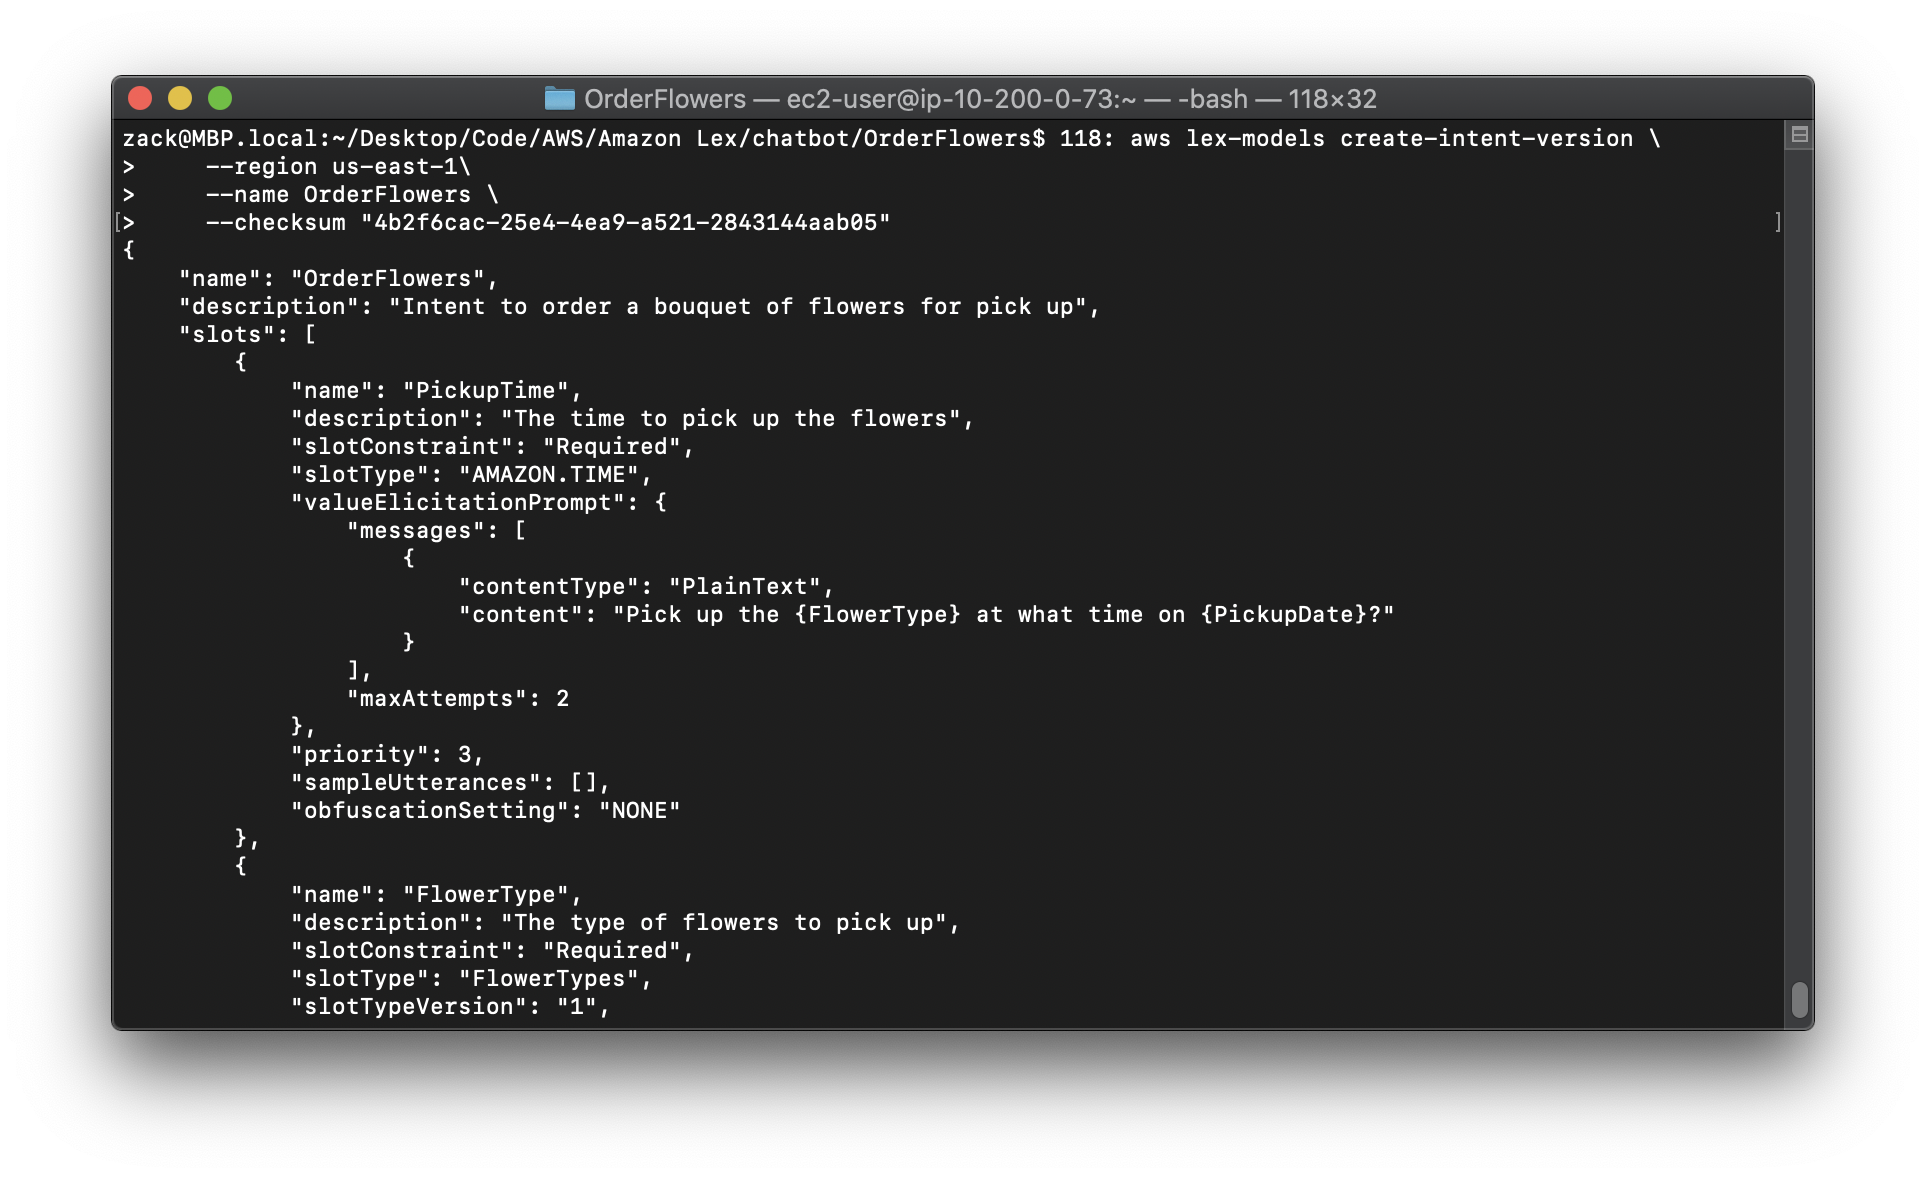 OrderFlowers — ec2-user@ip-10-200-0-73:~ — -bash — 118×32
zack@MBP.local:~/Desktop/Code/AWS/Amazon Lex/chatbot/OrderFlowers$ 118: aws lex-models create-intent-version \
>     --region us-east-1\
>     --name OrderFlowers \
[>     --checksum "4b2f6cac-25e4-4ea9-a521-2843144aab05" ]
{
    "name": "OrderFlowers",
    "description": "Intent to order a bouquet of flowers for pick up",
    "slots": [
        {
            "name": "PickupTime",
            "description": "The time to pick up the flowers",
            "slotConstraint": "Required",
            "slotType": "AMAZON.TIME",
            "valueElicitationPrompt": {
                "messages": [
                    {
                        "contentType": "PlainText",
                        "content": "Pick up the {FlowerType} at what time on {PickupDate}?"
                    }
                ],
                "maxAttempts": 2
            },
            "priority": 3,
            "sampleUtterances": [],
            "obfuscationSetting": "NONE"
        },
        {
            "name": "FlowerType",
            "description": "The type of flowers to pick up",
            "slotConstraint": "Required",
            "slotType": "FlowerTypes",
            "slotTypeVersion": "1",